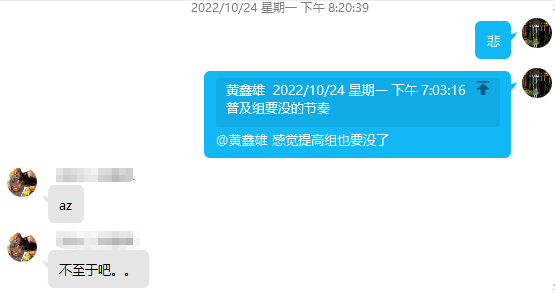 2022/10/24 星期一 下午 8:20:39
悲
黄鑫雄 2022/10/24 星期一 下午 7:03:16
普及组要没的节奏
@黄鑫雄 感觉提高组也要没了
az
不至于吧。。